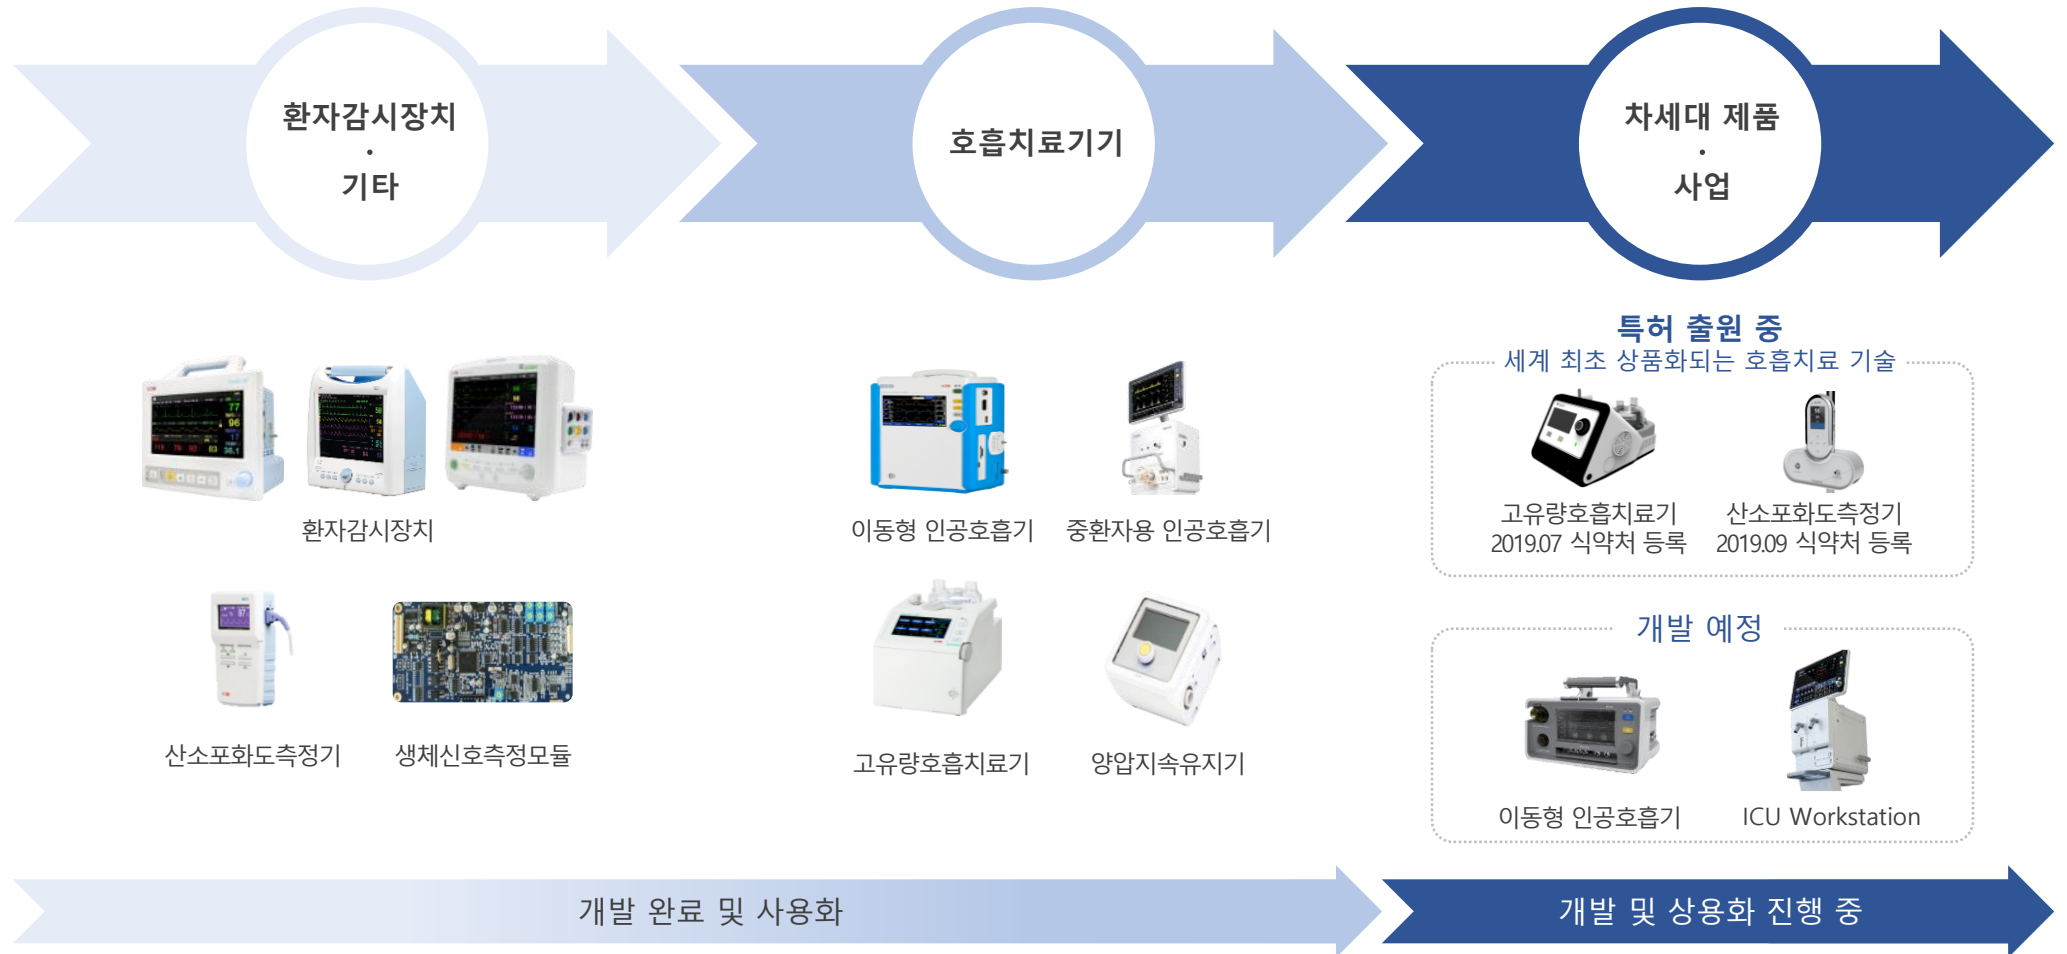 환자감시장치
·
기타
호흡치료기기
차세대 제품
·
사업
환자감시장치
산소포화도측정기
생체신호측정모듈
이동형 인공호흡기
중환자용 인공호흡기
고유량호흡치료기
양압지속유지기
특허 출원 중
세계 최초 상품화되는 호흡치료 기술
고유량호흡치료기
2019.07 식약처 등록
산소포화도측정기
2019.09 식약처 등록
개발 예정
이동형 인공호흡기
ICU Workstation
개발 완료 및 사용화
개발 및 상용화 진행 중